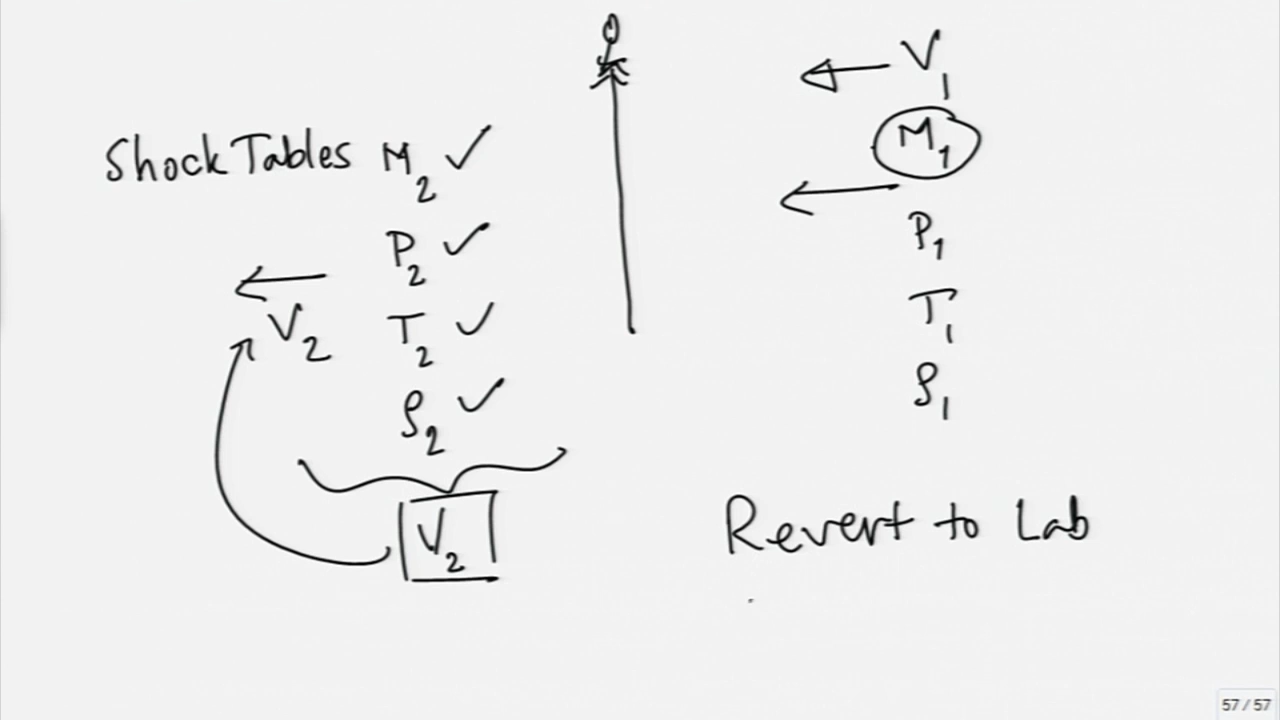 V₁
Shock Tables M₂ ✓
M₁
P₂ ✓
P₁
V₂ T₂ ✓
T₁
ρ₂ ✓
ρ₁
V₂
Revert to Lab
57 / 57